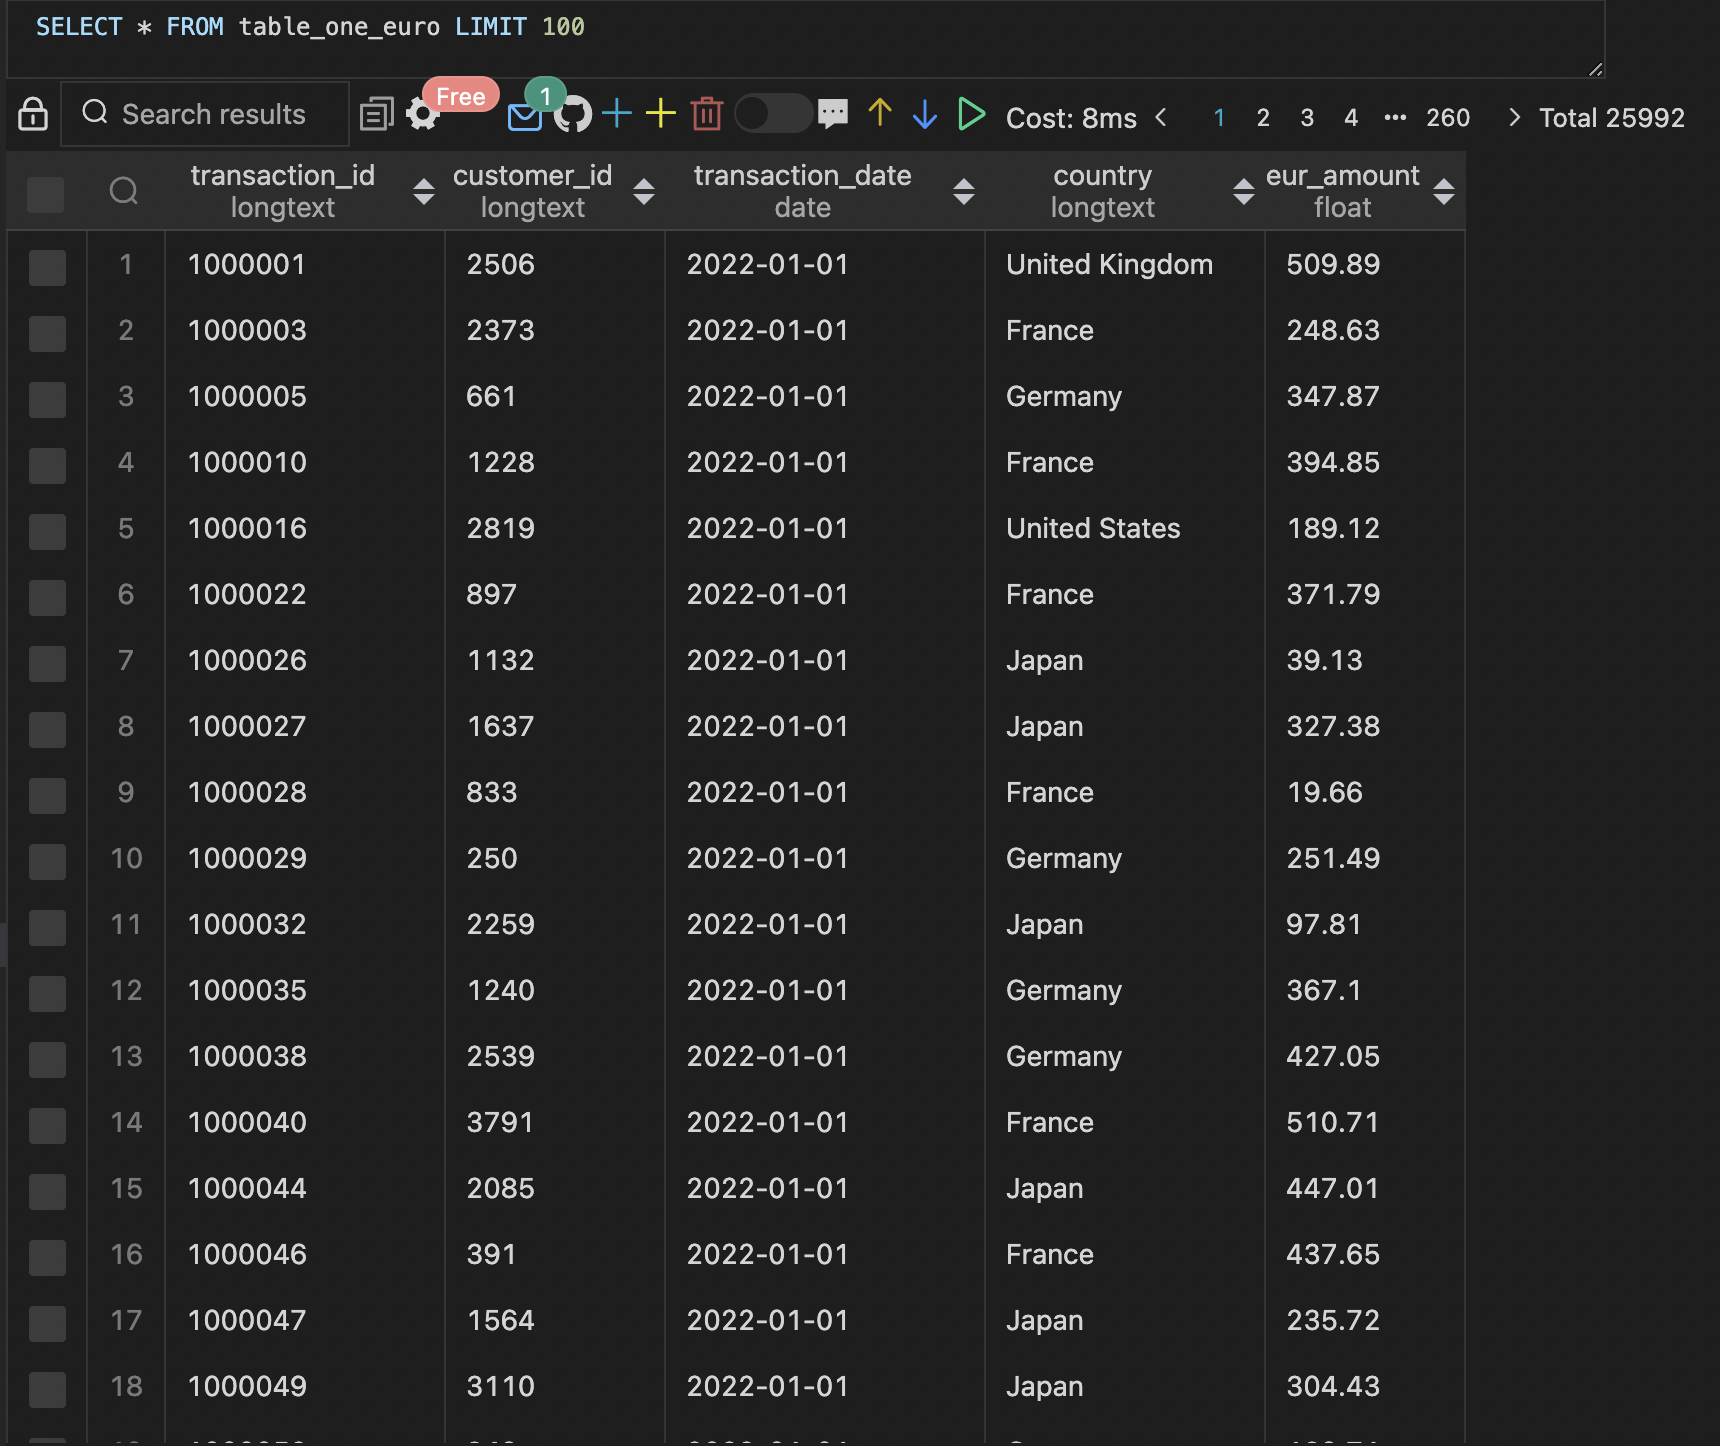 SELECT * FROM table_one_euro LIMIT 100
Search results Free 1 Cost: 8ms < 1 2 3 4 ••• 260 > Total 25992
transaction_id customer_id transaction_date country eur_amount
longtext longtext date longtext float
1 1000001 2506 2022-01-01 United Kingdom 509.89
2 1000003 2373 2022-01-01 France 248.63
3 1000005 661 2022-01-01 Germany 347.87
4 1000010 1228 2022-01-01 France 394.85
5 1000016 2819 2022-01-01 United States 189.12
6 1000022 897 2022-01-01 France 371.79
7 1000026 1132 2022-01-01 Japan 39.13
8 1000027 1637 2022-01-01 Japan 327.38
9 1000028 833 2022-01-01 France 19.66
10 1000029 250 2022-01-01 Germany 251.49
11 1000032 2259 2022-01-01 Japan 97.81
12 1000035 1240 2022-01-01 Germany 367.1
13 1000038 2539 2022-01-01 Germany 427.05
14 1000040 3791 2022-01-01 France 510.71
15 1000044 2085 2022-01-01 Japan 447.01
16 1000046 391 2022-01-01 France 437.65
17 1000047 1564 2022-01-01 Japan 235.72
18 1000049 3110 2022-01-01 Japan 304.43